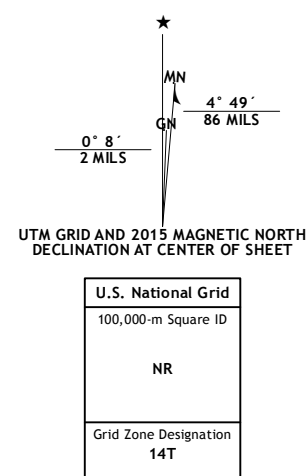 ★
MN
4° 49´
86 MILS
GN
0° 8´
2 MILS
UTM GRID AND 2015 MAGNETIC NORTH
DECLINATION AT CENTER OF SHEET
U.S. National Grid
100,000-m Square ID
NR
Grid Zone Designation
14T